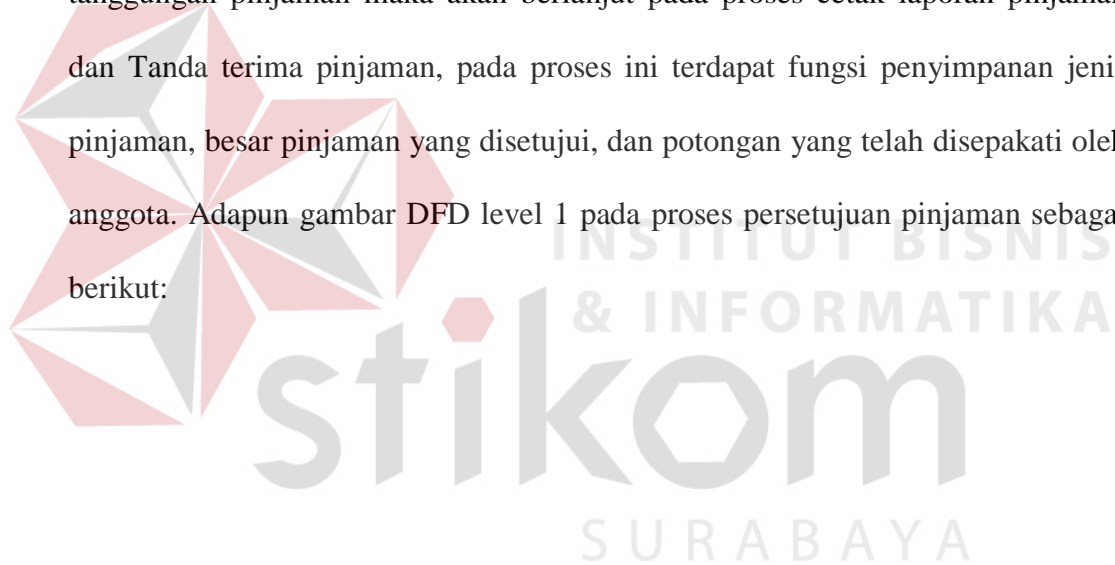 tanggungan pinjaman maka akan berlanjut pada proses cetak laporan pinjaman
dan Tanda terima pinjaman, pada proses ini terdapat fungsi penyimpanan jeni
pinjaman, besar pinjaman yang disetujui, dan potongan yang telah disepakati ole
anggota. Adapun gambar DFD level 1 pada proses persetujuan pinjaman sebaga
berikut:
INSTITUT BISNIS
& INFORMATIKA
stikom
SURABAYA